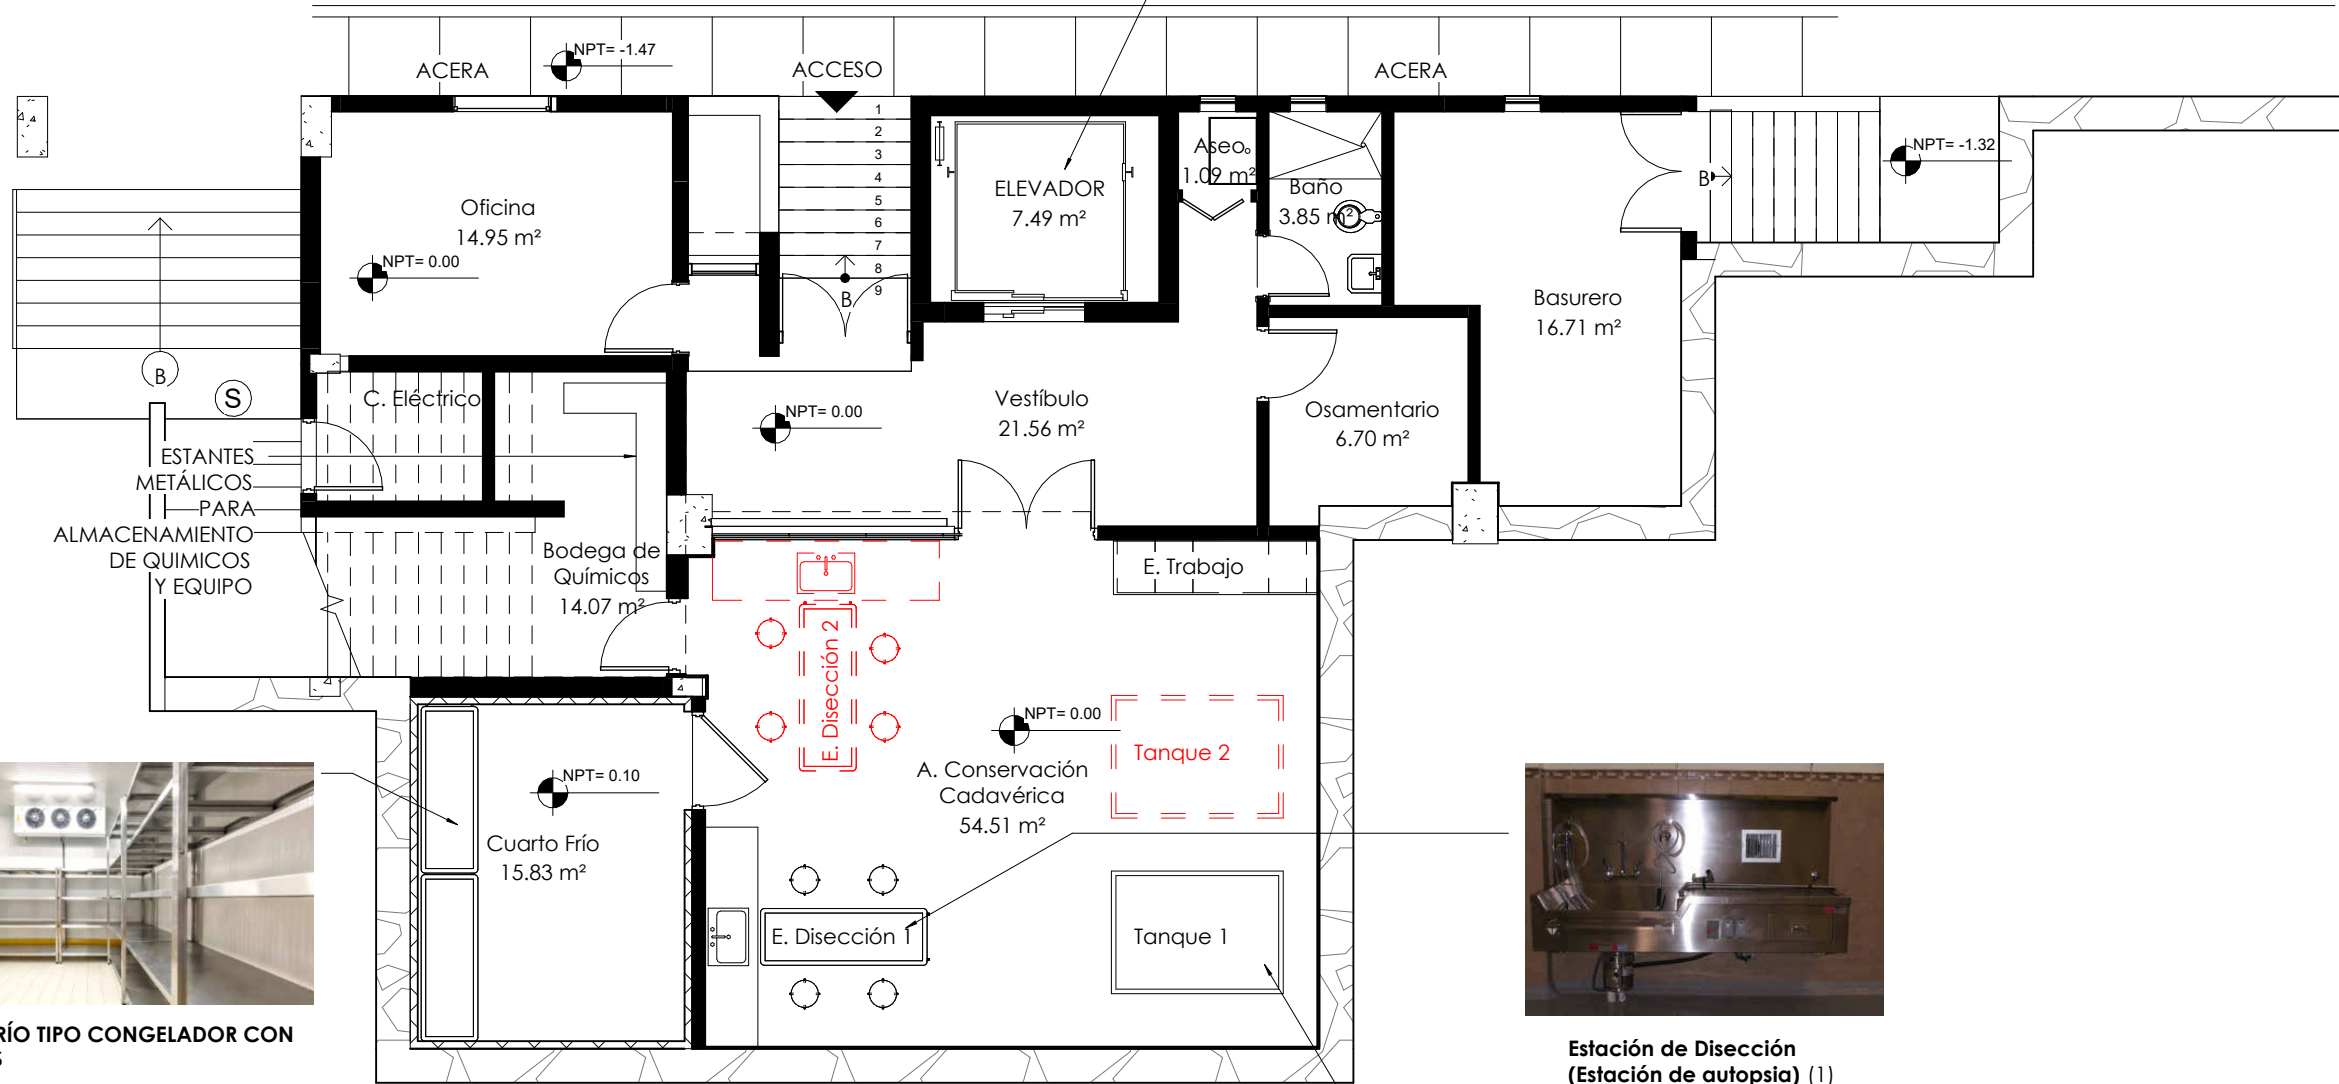 NPT= -1.47
ACERA
ACCESO
ACERA
1
2
3
4
5
6
7
8
9
B
Oficina
14.95 m²
NPT= 0.00
ELEVADOR
7.49 m²
Aseo
1.09 m²
Baño
3.85 m²
B
NPT= -1.32
Basurero
16.71 m²
B
S
C. Eléctrico
NPT= 0.00
Vestíbulo
21.56 m²
Osamentario
6.70 m²
ESTANTES
METÁLICOS
PARA
ALMACENAMIENTO
DE QUIMICOS
Y EQUIPO
Bodega de
Químicos
14.07 m²
E. Trabajo
E. Disección 2
NPT= 0.00
Tanque 2
A. Conservación
Cadavérica
54.51 m²
NPT= 0.10
Cuarto Frío
15.83 m²
E. Disección 1
Tanque 1
RÍO TIPO CONGELADOR CON
S
Estación de Disección
(Estación de autopsia) (1)